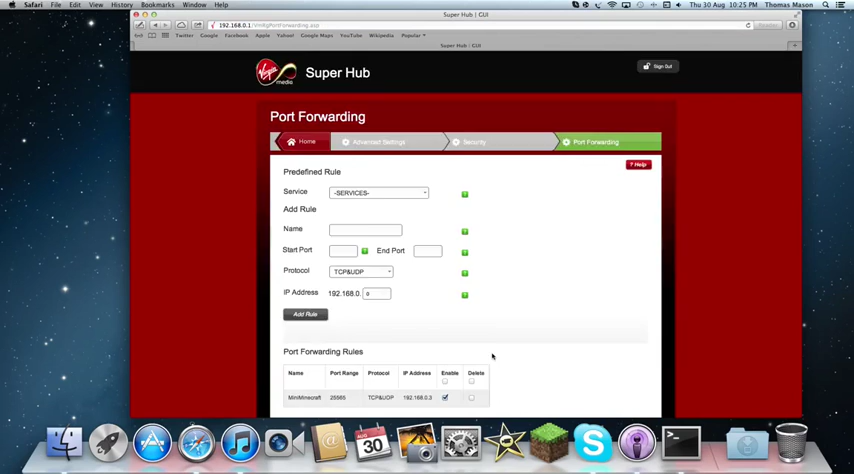 Safari File Edit View History Bookmarks Window Help
Thu 30 Aug 10:25 PM Thomas Mason
Super Hub | GUI
192.168.0.1/VmRgPortForwarding.asp
Reader
Twitter Google Facebook Apple Yahoo! Google Maps YouTube Wikipedia Popular
Super Hub | GUI
Virgin media
Super Hub
Sign Out
Port Forwarding
Home Advanced Settings Security Port Forwarding
? Help
Predefined Rule
Service -SERVICES- ?
Add Rule
Name ?
Start Port ? End Port ?
Protocol TCP&UDP ?
IP Address 192.168.0. 0 ?
Add Rule
Port Forwarding Rules
Name Port Range Protocol IP Address Enable Delete
MiniMinecraft 25565 TCP&UDP 192.168.0.3
AUG
30